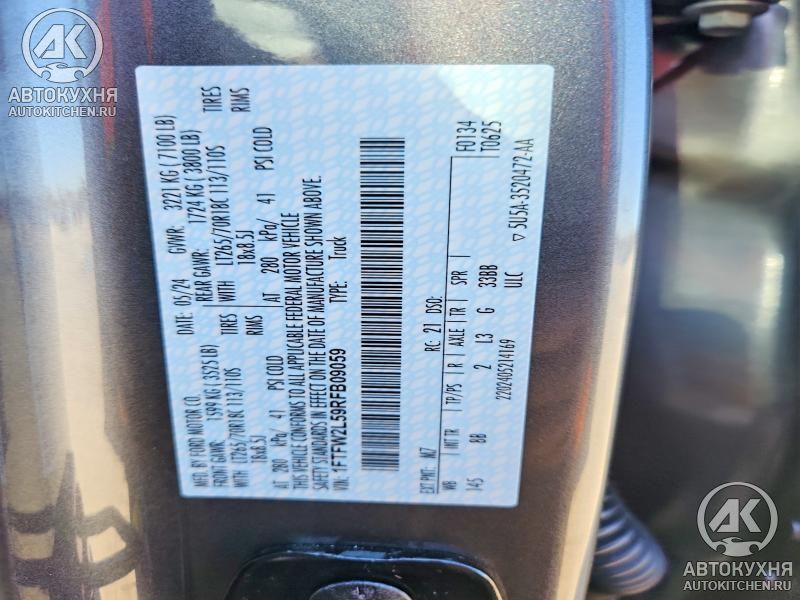 АК
АВТОКУХНЯ
AUTOKITCHEN.RU
MFD. BY FORD MOTOR CO.
DATE: 05/24 GVWR: 3221 KG (7100 LB)
FRONT GAWR: 1599 KG (3525 LB)
REAR GAWR: 1724 KG (3800 LB)
WITH LT265/70R18C 113/110S TIRES
WITH LT265/70R18C 113/110S TIRES
18x8.5J RIMS
18x8.5J RIMS
AT 280 kPa/ 41 PSI COLD
AT 280 kPa/ 41 PSI COLD
THIS VEHICLE CONFORMS TO ALL APPLICABLE FEDERAL MOTOR VEHICLE
SAFETY STANDARDS IN EFFECT ON THE DATE OF MANUFACTURE SHOWN ABOVE.
VIN: 1FTFW2L59RFB09059 TYPE: Truck
F0134
T0625
EXT PNT: M7 RC: 21 DSO:
WB INT TR TP/PS R AXLE TR SPR
145 8B 2 L3 G 33BB
ULC
220240521469
▽ 5U5A-3520472-AA
АК
АВТОКУХНЯ
AUTOKITCHEN.RU